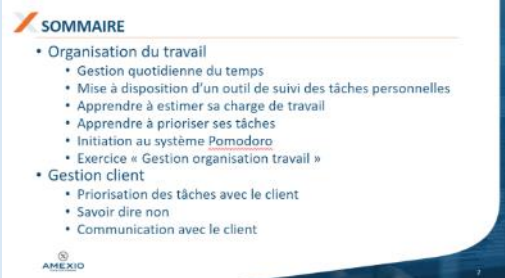 SOMMAIRE
• Organisation du travail
• Gestion quotidienne du temps
• Mise à disposition d'un outil de suivi des tâches personnelles
• Apprendre à estimer sa charge de travail
• Apprendre à prioriser ses tâches
• Initiation au système Pomodoro
• Exercice « Gestion organisation travail »
• Gestion client
• Priorisation des tâches avec le client
• Savoir dire non
• Communication avec le client
AMEXIO
7